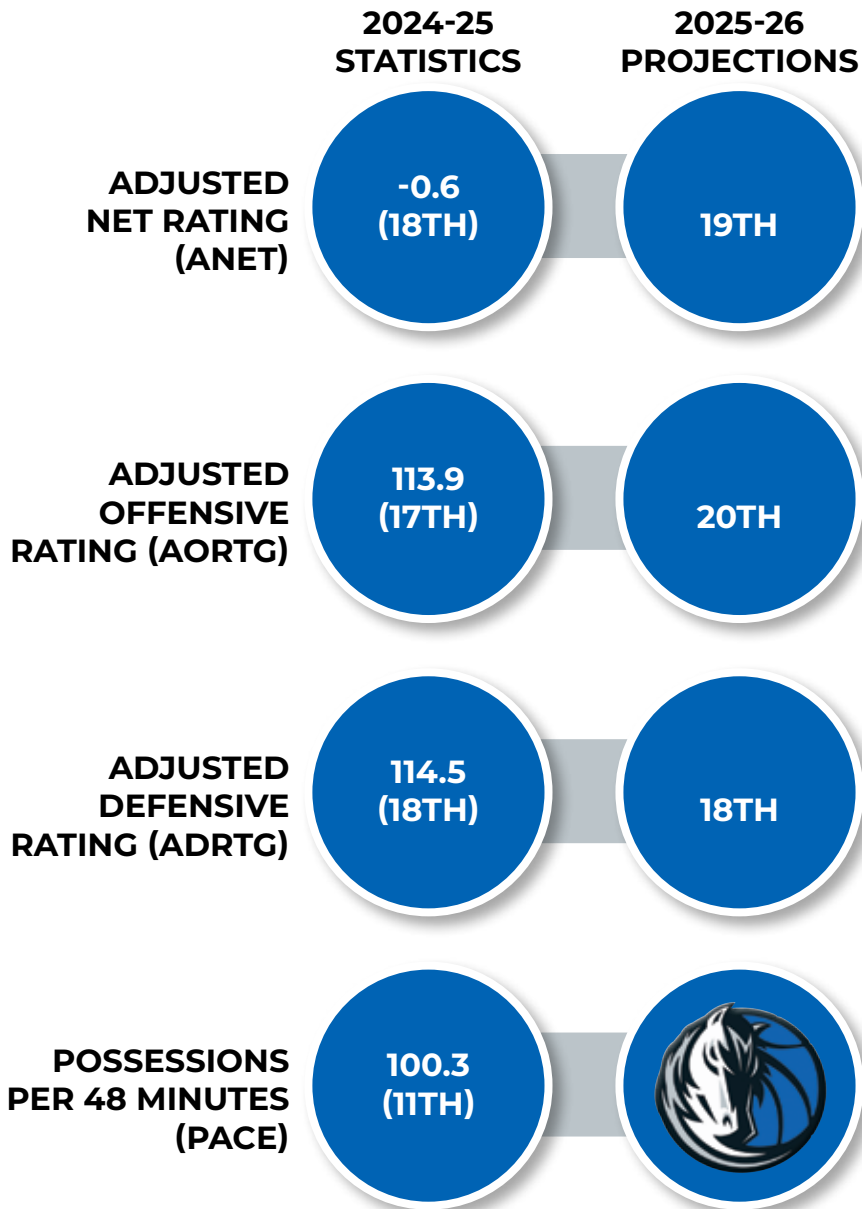 2024-25
STATISTICS
2025-26
PROJECTIONS
ADJUSTED
NET RATING
(ANET)
-0.6
(18TH)
19TH
ADJUSTED
OFFENSIVE
RATING (AORTG)
113.9
(17TH)
20TH
ADJUSTED
DEFENSIVE
RATING (ADRTG)
114.5
(18TH)
18TH
POSSESSIONS
PER 48 MINUTES
(PACE)
100.3
(11TH)